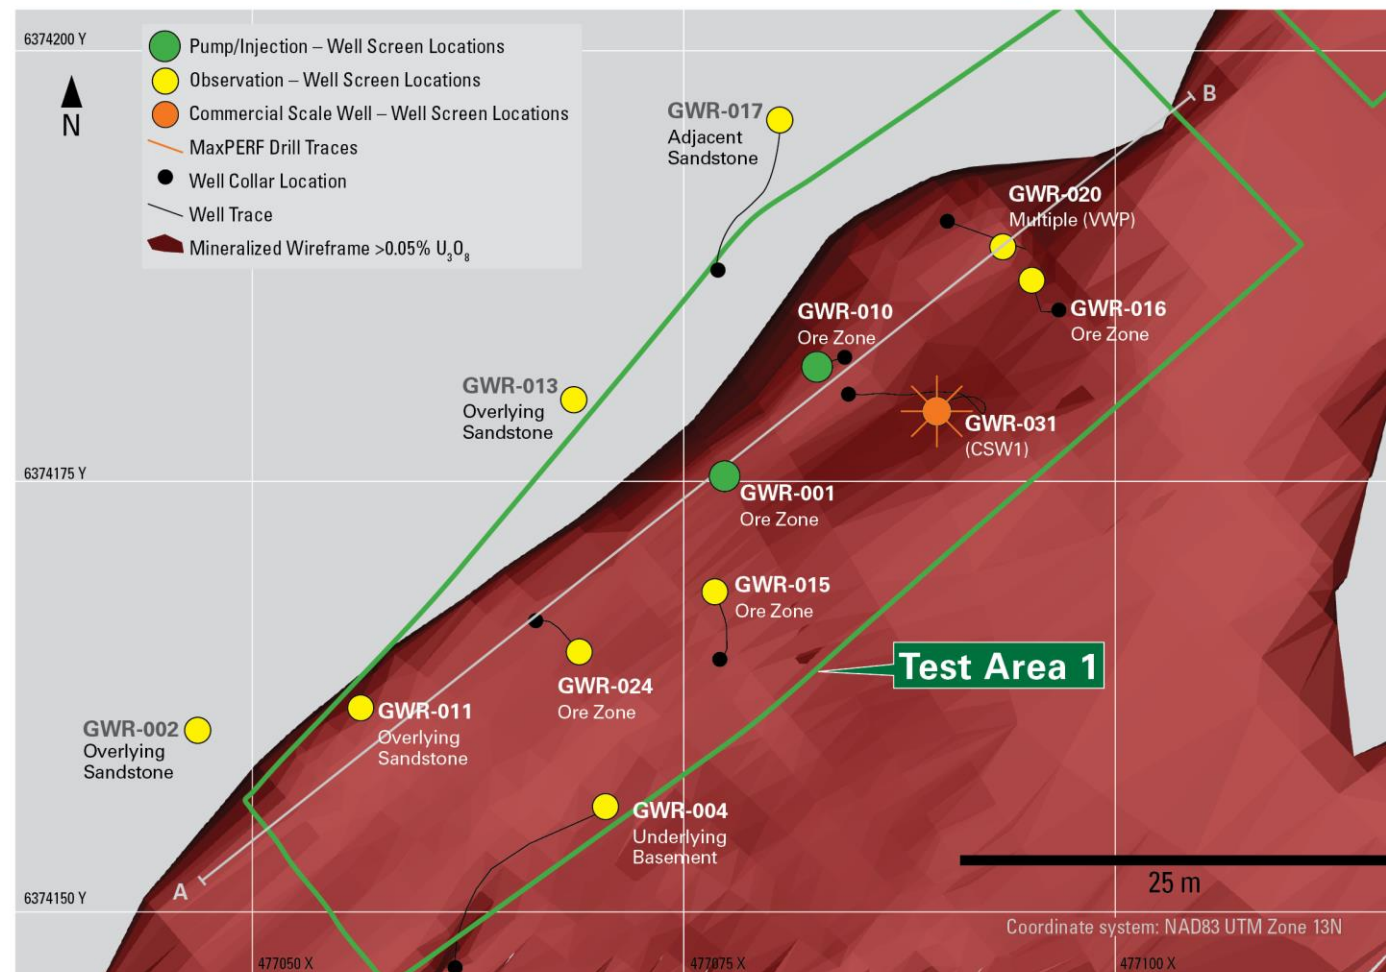 6374200 Y
N
Pump/Injection – Well Screen Locations
Observation – Well Screen Locations
Commercial Scale Well – Well Screen Locations
MaxPERF Drill Traces
Well Collar Location
Well Trace
Mineralized Wireframe >0.05% U₃O₈
GWR-017
Adjacent
Sandstone
B
GWR-020
Multiple (VWP)
GWR-010
Ore Zone
GWR-016
Ore Zone
GWR-013
Overlying
Sandstone
GWR-031
(CSW1)
6374175 Y
GWR-001
Ore Zone
GWR-015
Ore Zone
Test Area 1
GWR-024
Ore Zone
GWR-011
Overlying
Sandstone
GWR-002
Overlying
Sandstone
GWR-004
Underlying
Basement
A
25 m
6374150 Y
Coordinate system: NAD83 UTM Zone 13N
477050 X
477075 X
477100 X